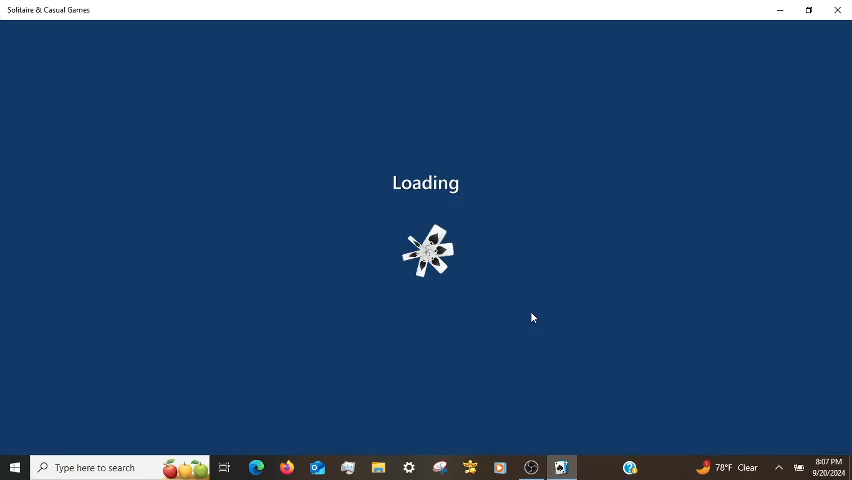 Solitaire & Casual Games
Loading
Type here to search
78°F Clear
8:07 PM
9/20/2024